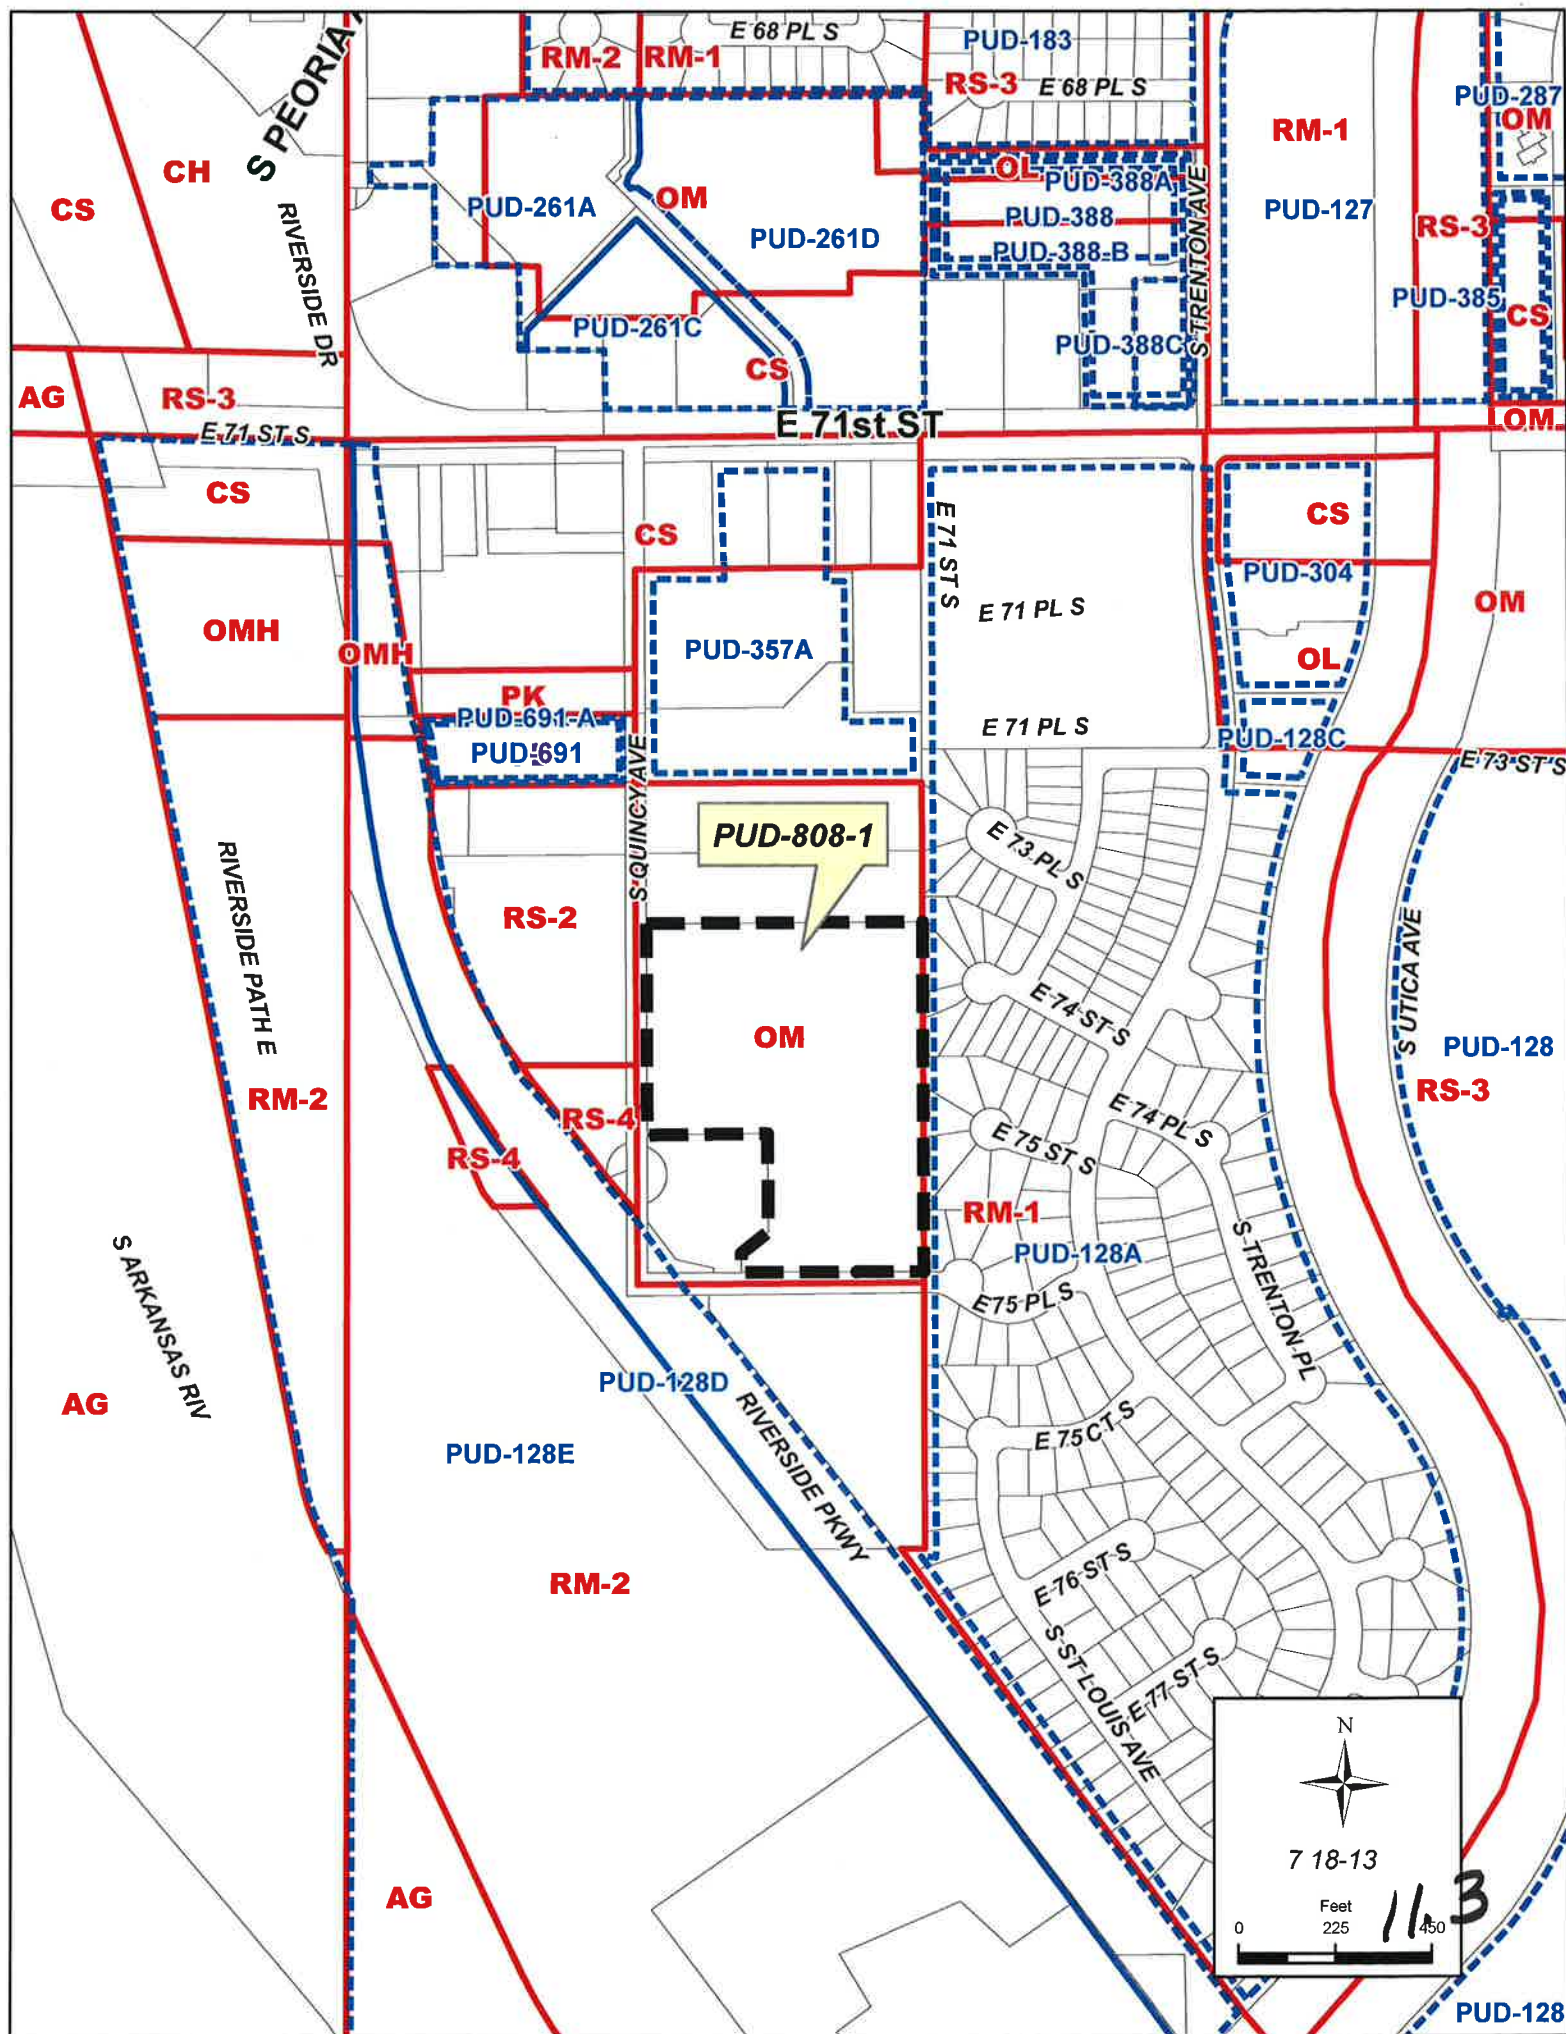 E 68 PL S
PUD-183
S PEORIA
RM-2
RM-1
RS-3
E 68 PL S
PUD-287
OM
RM-1
CH
CS
OL
PUD-388A
PUD-261A
OM
PUD-388
PUD-127
RS-3
PUD-261D
PUD-388-B
RIVERSIDE DR
S TRENTON AVE
PUD-385
CS
PUD-261C
PUD-388C
CS
AG
RS-3
E 71 ST S
E 71st ST
OM
CS
CS
CS
E 71 ST S
PUD-304
E 71 PL S
OM
OMH
OMH
PUD-357A
OL
PK
PUD-691-A
PUD-691
E 71 PL S
PUD-128C
E 73 ST S
S QUINCY AVE
PUD-808-1
E 73 PL S
RIVERSIDE PATH E
RS-2
S UTICA AVE
E 74 ST S
OM
PUD-128
RS-3
RM-2
RS-4
E 74 PL S
E 75 ST S
RS-4
RM-1
PUD-128A
S TRENTON PL
S ARKANSAS RIV
E 75 PL S
PUD-128D
AG
RIVERSIDE PKWY
E 75 CT S
PUD-128E
RM-2
E 76 ST S
S ST LOUIS AVE
E 77 ST S
N
7 18-13
AG
Feet
0 225 450
11.3
PUD-128